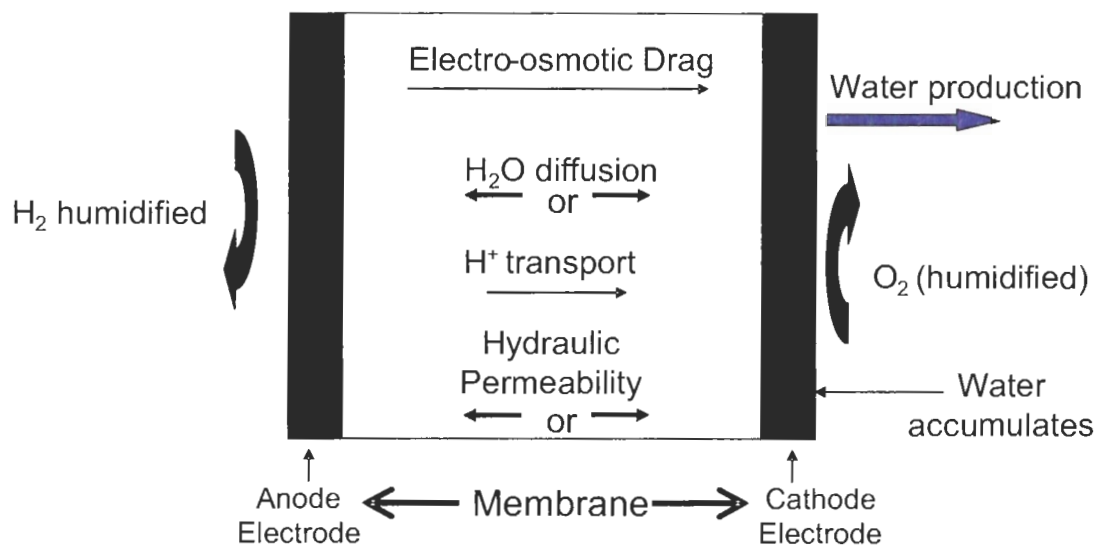 Electro-osmotic Drag
Water production
H₂O diffusion
or
H₂ humidified
H⁺ transport
O₂ (humidified)
Hydraulic
Permeability
or
Water
accumulates
Anode
Electrode
Membrane
Cathode
Electrode